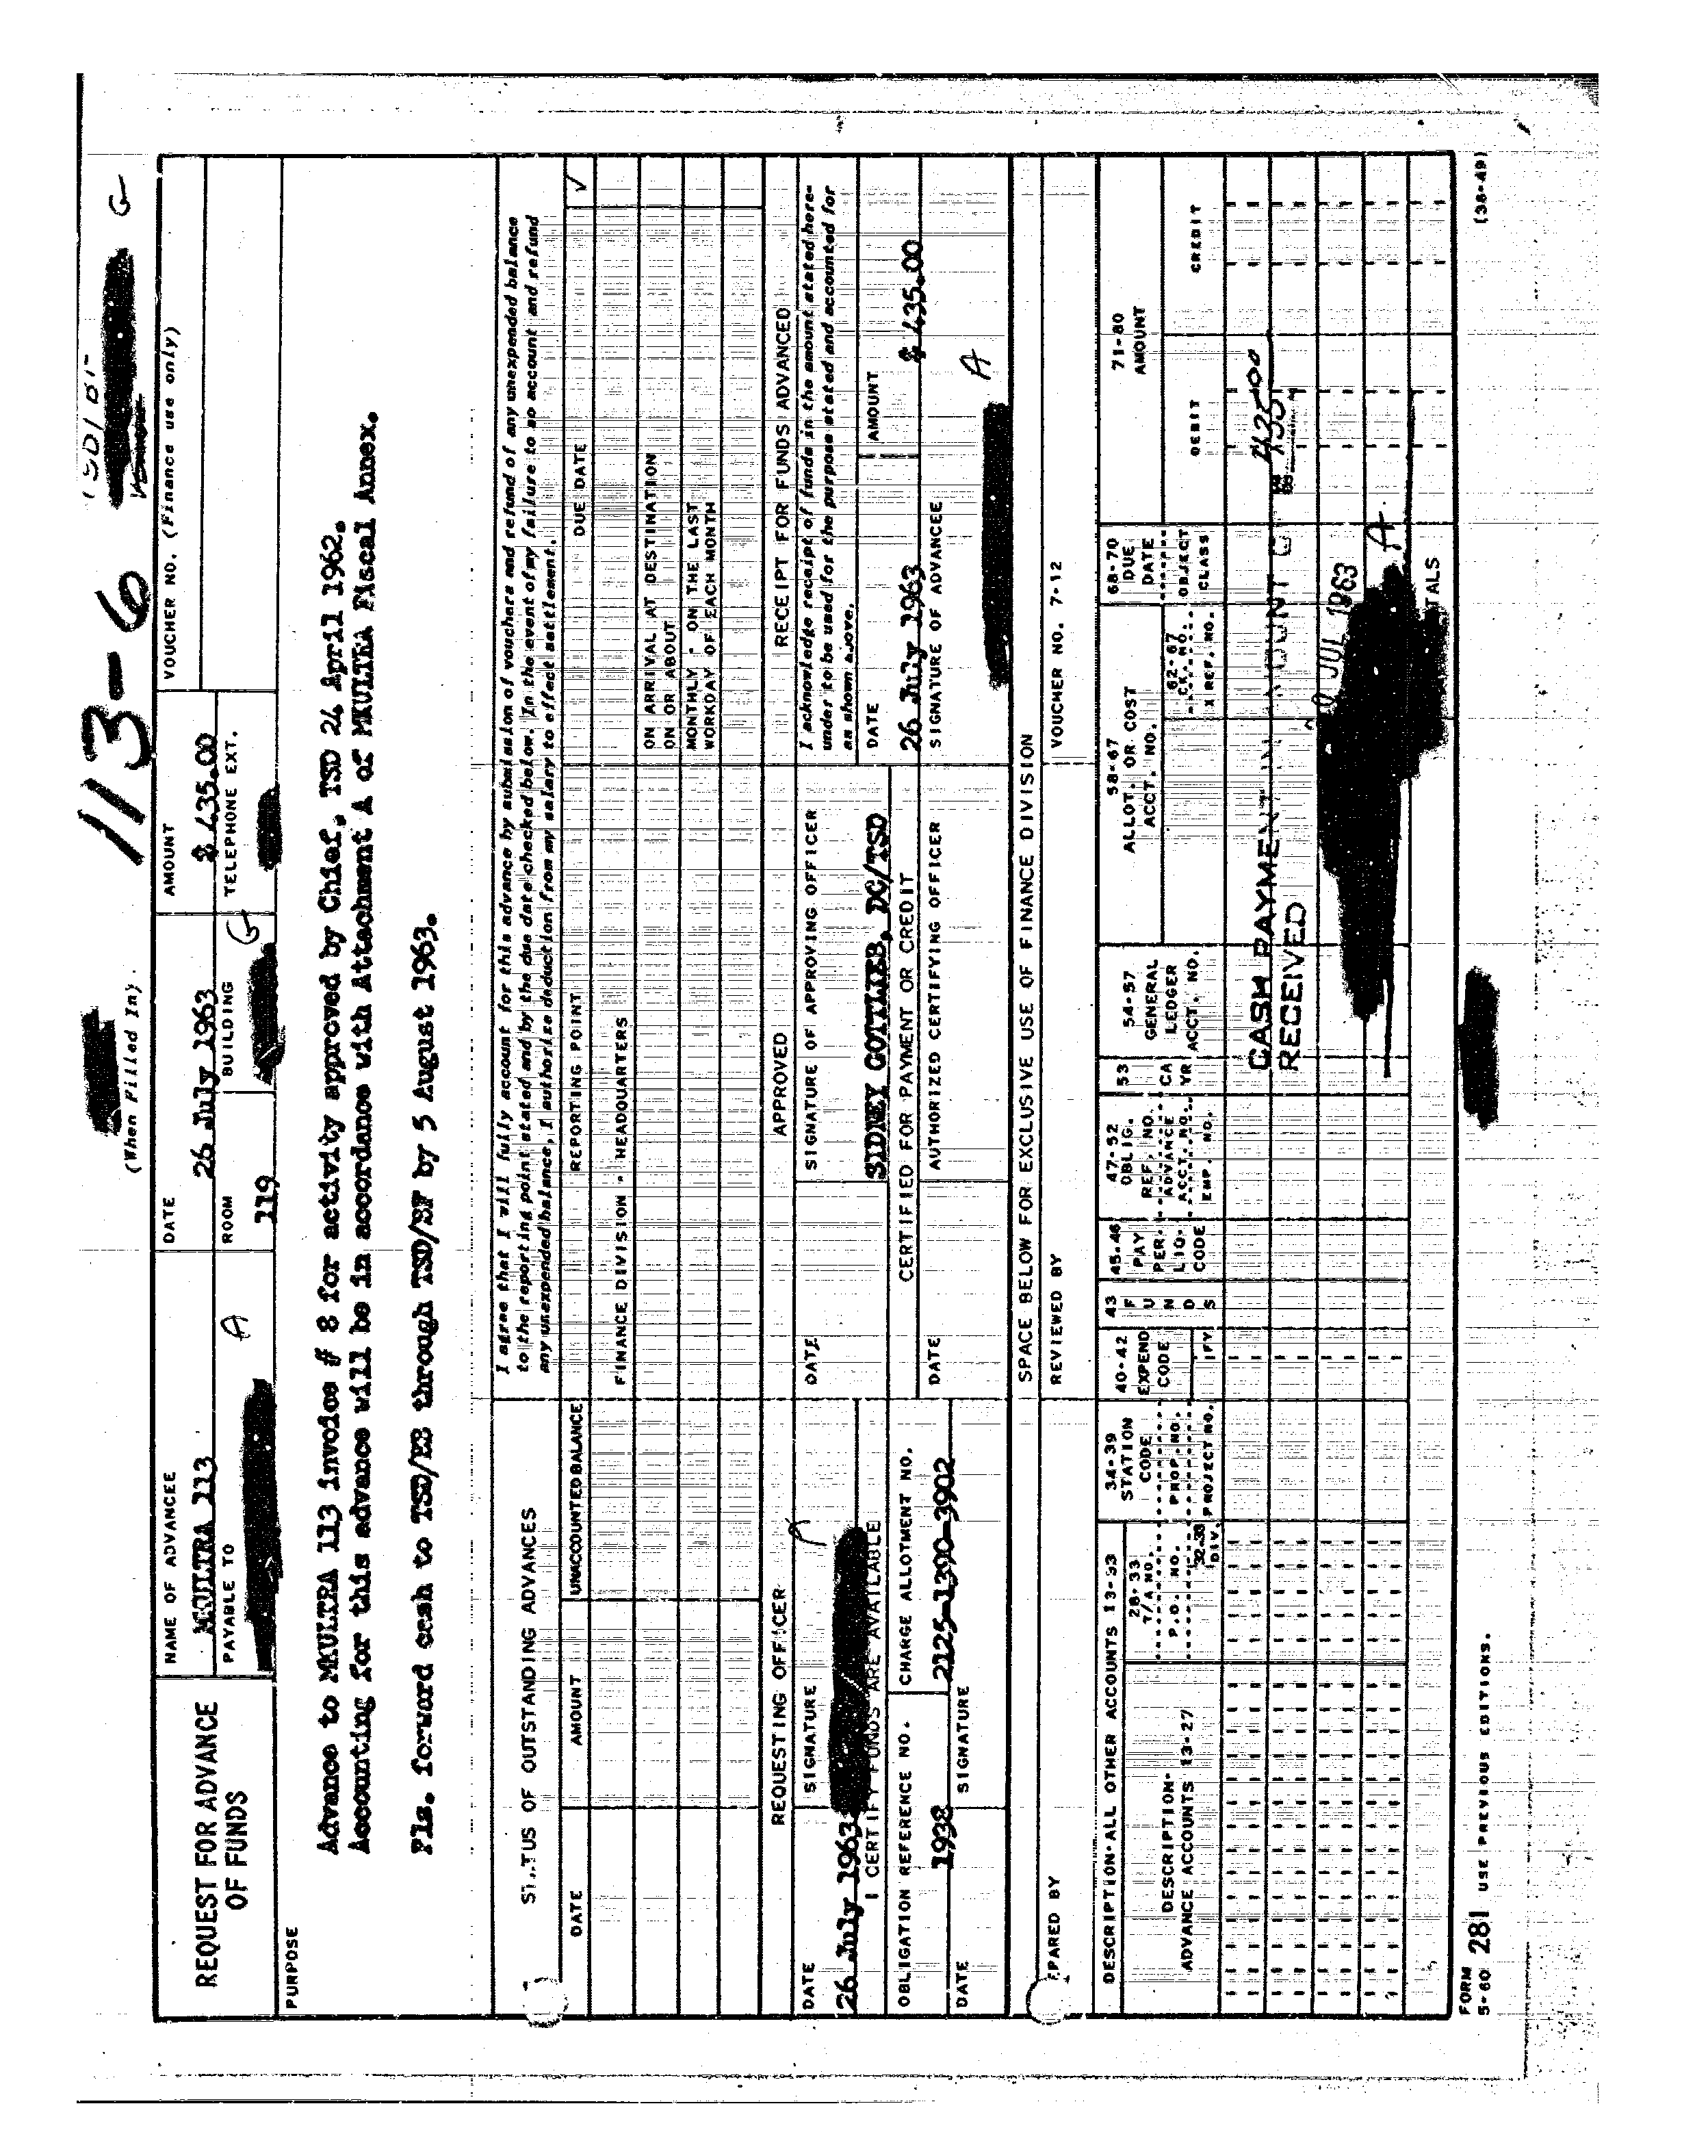 113-6
G
(When Filled In)
REQUEST FOR ADVANCE
OF FUNDS
NAME OF ADVANCEE
MKULTRA 113
DATE
26 July 1963
AMOUNT
$ 435.00
VOUCHER NO. (Finance use only)
PAYABLE TO
A
ROOM
119
BUILDING
G
TELEPHONE EXT.
PURPOSE
Advance to MKULTRA 113 invoice # 8 for activity approved by Chief, TSD 24 April 1962.
Accounting for this advance will be in accordance with Attachment A of MKULTRA Fiscal Annex.
Pls. forward cash to TSD/EB through TSD/BF by 5 August 1963.
STATUS OF OUTSTANDING ADVANCES
I agree that I will fully account for this advance by submission of vouchers and refund of any unexpended balance
to the reporting point stated and by the due date checked below. In the event of my failure to so account and refund
any unexpended balance, I authorize deduction from my salary to effect settlement.
DATE
AMOUNT
UNACCOUNTED BALANCE
REPORTING POINT
DUE DATE
✓
FINANCE DIVISION - HEADQUARTERS
ON ARRIVAL AT DESTINATION
ON OR ABOUT
MONTHLY - ON THE LAST
WORKDAY OF EACH MONTH
REQUESTING OFFICER
APPROVED
RECEIPT FOR FUNDS ADVANCED
DATE
26 July 1963
SIGNATURE
DATE
SIGNATURE OF APPROVING OFFICER
SIDNEY GOTTLIEB, DC/TSD
I acknowledge receipt of funds in the amount stated here-
under to be used for the purpose stated and accounted for
as shown above.
I CERTIFY FUNDS ARE AVAILABLE
CERTIFIED FOR PAYMENT OR CREDIT
DATE
26 July 1963
AMOUNT
$ 435.00
OBLIGATION REFERENCE NO.
1938
CHARGE ALLOTMENT NO.
2125-1390-3902
DATE
SIGNATURE
DATE
AUTHORIZED CERTIFYING OFFICER
SIGNATURE OF ADVANCEE
A
SPACE BELOW FOR EXCLUSIVE USE OF FINANCE DIVISION
EPARED BY
REVIEWED BY
VOUCHER NO. 7-12
DESCRIPTION-ALL OTHER ACCOUNTS 13-33
DESCRIPTION-
ADVANCE ACCOUNTS 13-27
28-33
T/A NO.
P.O. NO.
32-33
DIV.
34-39
STATION
CODE
PROP NO.
PROJECT NO.
40-42
EXPEND
CODE
FY
43
F
U
N
D
S
45-46
PAY
PER.
LIQ.
CODE
47-52
OBLIG.
REF. NO.
ADVANCE
ACCT. NO.
EMP. NO.
53
CA
YR
54-57
GENERAL
LEDGER
ACCT. NO.
58-67
ALLOT. OR COST
ACCT. NO.
62-67
CK. NO.
X REF. NO.
68-70
DUE
DATE
OBJECT
CLASS
71-80
AMOUNT
DEBIT
CREDIT
435.00
CASH PAYMENT
RECEIVED
JUL 1963
A
TALS
FORM
5-60 281 USE PREVIOUS EDITIONS.
(38-49)